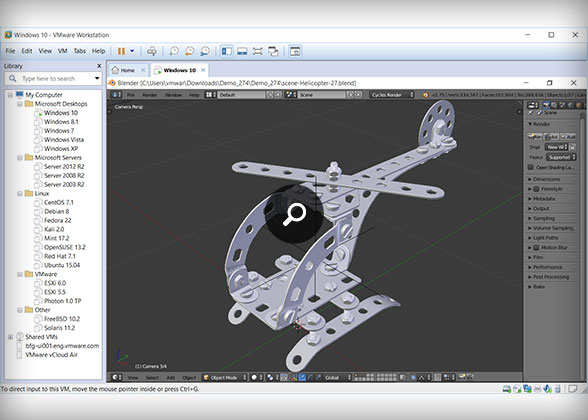 Windows 10 - VMware Workstation
File Edit View VM Tabs Help
Library
Type here to search
My Computer
Microsoft Desktops
Windows 10
Windows 8.1
Windows 7
Windows Vista
Windows XP
Microsoft Servers
Server 2012 R2
Server 2008 R2
Server 2003 R2
Linux
CentOS 7.1
Debian 8
Fedora 22
Kali 2.0
Mint 17.2
OpenSUSE 13.2
Red Hat 7.1
Ubuntu 15.04
VMware
ESXi 6.0
ESXi 5.5
Photon 1.0 TP
Other
FreeBSD 10.2
Solaris 11.2
Shared VMs
bfg-ui001.eng.vmware.com
VMware vCloud Air
Home Windows 10
Blender [C:\Users\vmwar\Downloads\Demo_274\Demo_274\scene-Helicopter-27.blend]
File Render Window Help Default Scene Cycles Render
Camera Persp
(1) Camera 3/4
View Select Add Object Object Mode Global
Scene
Render
Displ New Wi
Featur Supported
Open Shading La
Dimensions
Freestyle
Metadata
Output
Sampling
Volume Sampling
Light Paths
Motion Blur
Film
Performance
Post Processing
Bake
To direct input to this VM, move the mouse pointer inside or press Ctrl+G.